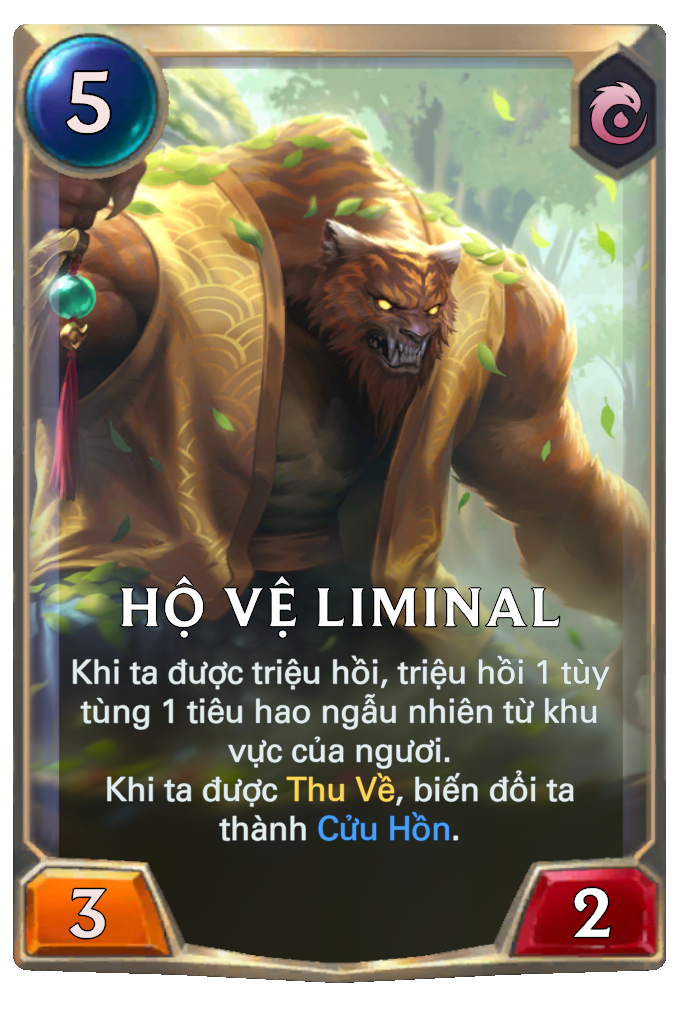 5
HỘ VỆ LIMINAL
Khi ta được triệu hồi, triệu hồi 1 tùy
tùng 1 tiêu hao ngẫu nhiên từ khu
vực của ngươi.
Khi ta được Thu Về, biến đổi ta
thành Cửu Hồn.
3
2